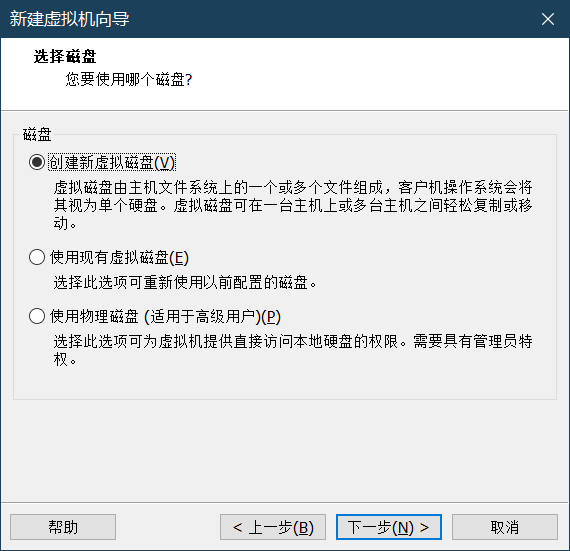 新建虚拟机向导
选择磁盘
您要使用哪个磁盘?
磁盘
创建新虚拟磁盘(V)
虚拟磁盘由主机文件系统上的一个或多个文件组成，客户机操作系统会将
其视为单个硬盘。虚拟磁盘可在一台主机上或多台主机之间轻松复制或移
动。
使用现有虚拟磁盘(E)
选择此选项可重新使用以前配置的磁盘。
使用物理磁盘 (适用于高级用户)(P)
选择此选项可为虚拟机提供直接访问本地硬盘的权限。需要具有管理员特
权。
帮助
< 上一步(B)
下一步(N) >
取消